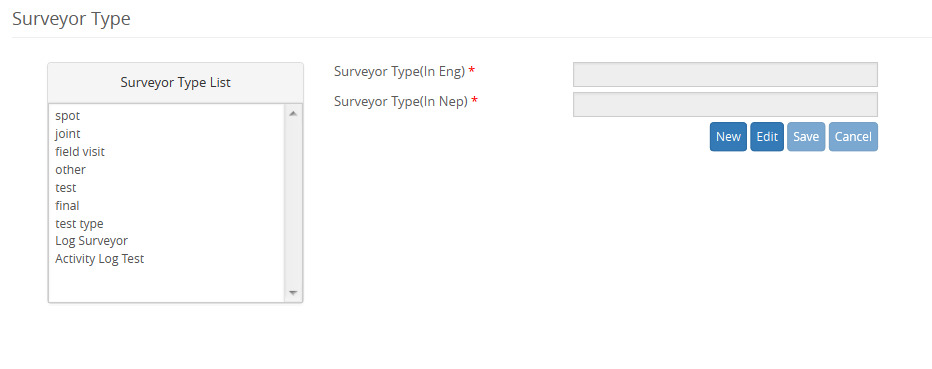 Surveyor Type
Surveyor Type List
spot
joint
field visit
other
test
final
test type
Log Surveyor
Activity Log Test
Surveyor Type(In Eng) *
Surveyor Type(In Nep) *
New Edit Save Cancel